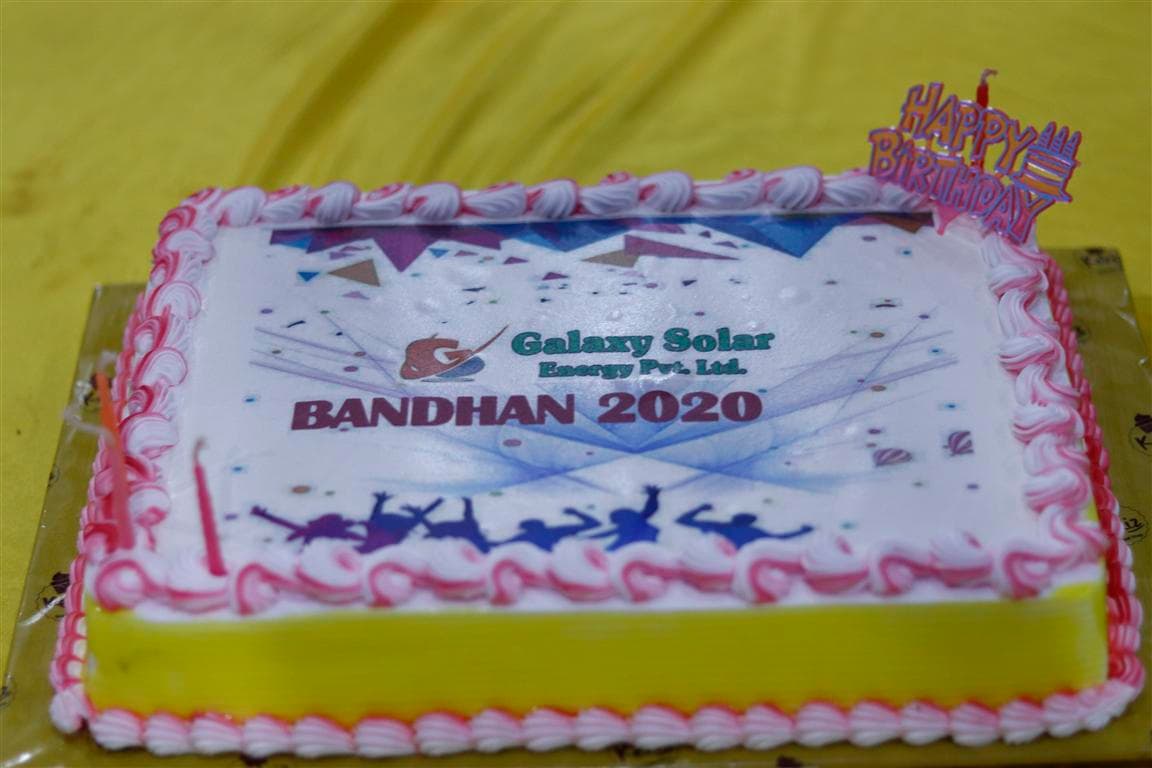 HAPPY
BIRTHDAY
Galaxy Solar
Energy Pvt. Ltd.
BANDHAN 2020